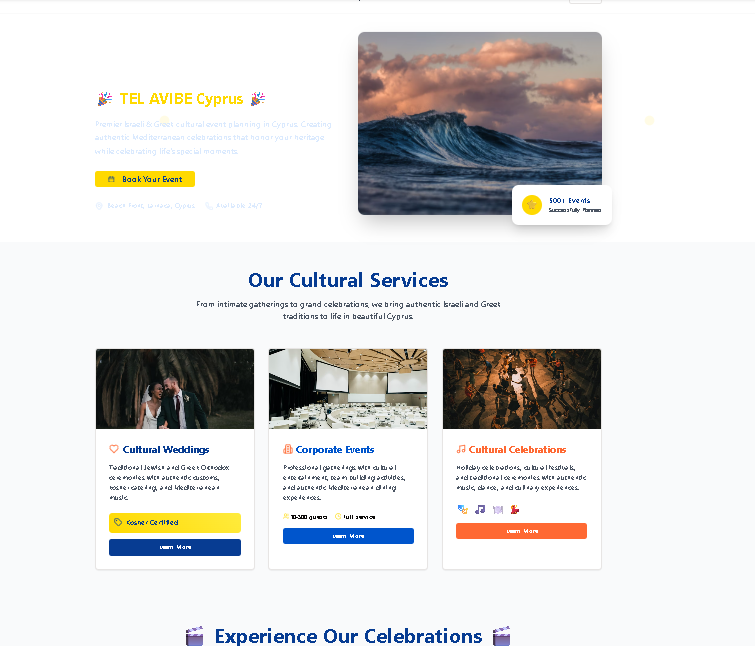 TEL AVIBE Cyprus
Premier Israeli & Greek cultural event planning in Cyprus. Creating
authentic Mediterranean celebrations that honor your heritage
while celebrating life's special moments.
Book Your Event
Beach Front Larnaca, Cyprus Available 24/7
500+ Events
Successfully Planned
Our Cultural Services
From intimate gatherings to grand celebrations, we bring authentic Israeli and Greet
traditions to life in beautiful Cyprus.
Cultural Weddings
Traditional Jewish and Greek Orthodox
ceremonies with authentic customs,
kosher catering, and Mediterranean
music.
Kosher Certified
Learn More
Corporate Events
Professional gatherings with cultural
entertainment, team building activities,
and authentic Mediterranean dining
experiences.
10-500 guests Full service
Learn More
Cultural Celebrations
Holiday celebrations, cultural festivals,
and traditional ceremonies with authentic
music, dance, and culinary experiences.
Learn More
Experience Our Celebrations